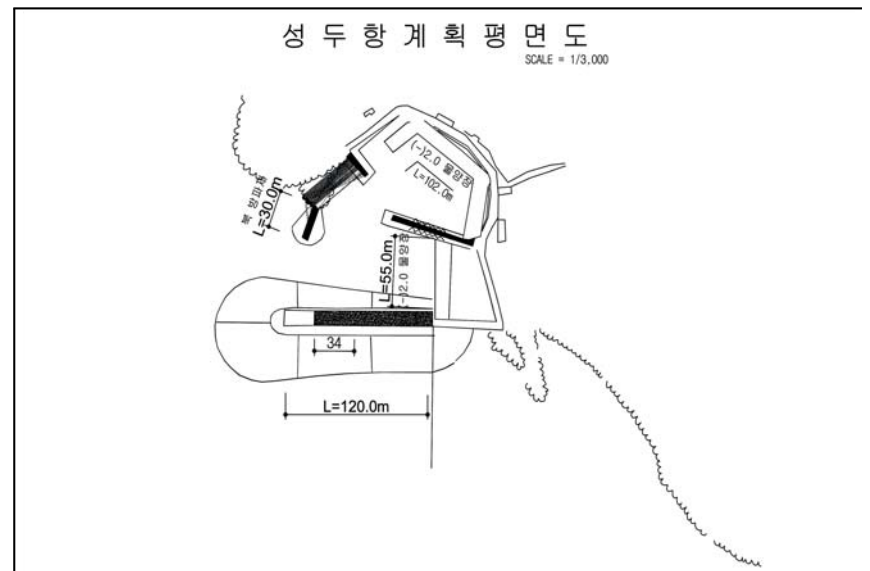 성 두 항 계 획 평 면 도
SCALE = 1/3,000
(-)2.0 물양장
L=102.0m
북 방파제
L=30.0m
L=55.0m
(-)2.0 물양장
34
L=120.0m